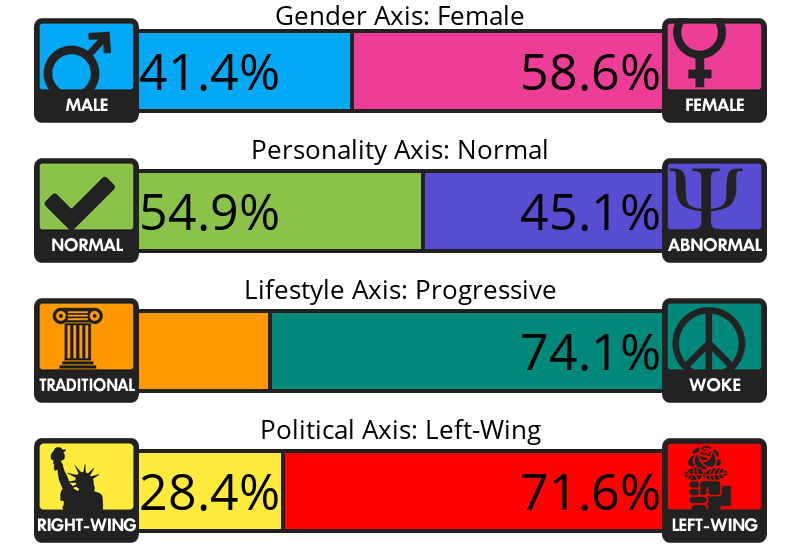 Gender Axis: Female
41.4% 58.6%
MALE FEMALE
Personality Axis: Normal
54.9% 45.1%
NORMAL ABNORMAL
Lifestyle Axis: Progressive
74.1%
TRADITIONAL WOKE
Political Axis: Left-Wing
28.4% 71.6%
RIGHT-WING LEFT-WING